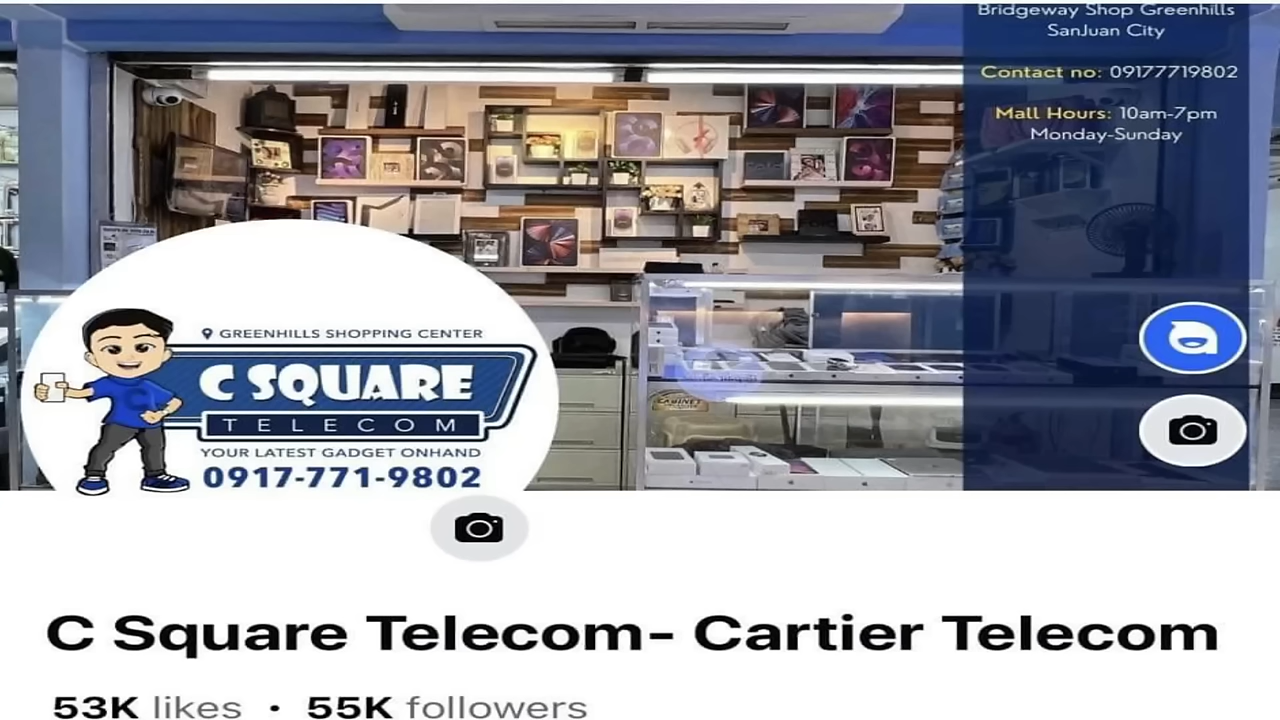 Bridgeway Shop Greenhills
SanJuan City
Contact no: 09177719802
Mall Hours: 10am-7pm
Monday-Sunday
GREENHILLS SHOPPING CENTER
C SQUARE
TELECOM
YOUR LATEST GADGET ONHAND
0917-771-9802
CABINET
C Square Telecom- Cartier Telecom
53K likes · 55K followers